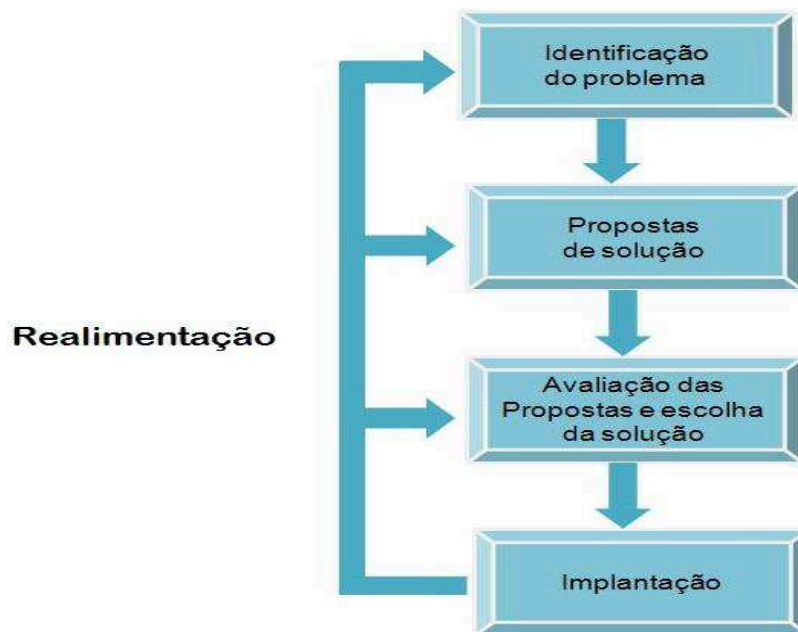 Identificação
do problema
Propostas
de solução
Realimentação
Avaliação das
Propostas e escolha
da solução
Implantação